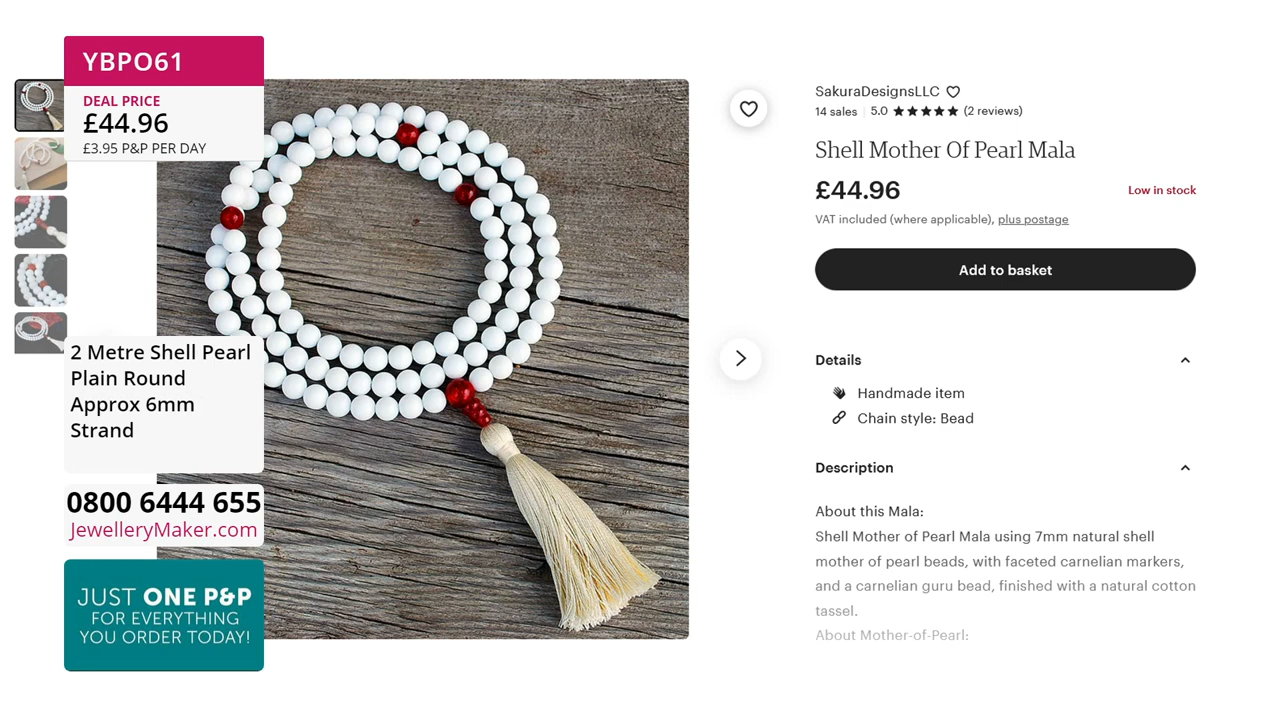 YBPO61
DEAL PRICE
£44.96
£3.95 P&P PER DAY
2 Metre Shell Pearl
Plain Round
Approx 6mm
Strand
0800 6444 655
JewelleryMaker.com
JUST ONE P&P
FOR EVERYTHING
YOU ORDER TODAY!
SakuraDesignsLLC
14 sales 5.0 (2 reviews)
Shell Mother Of Pearl Mala
£44.96
Low in stock
VAT included (where applicable), plus postage
Add to basket
Details
Handmade item
Chain style: Bead
Description
About this Mala:
Shell Mother of Pearl Mala using 7mm natural shell
mother of pearl beads, with faceted carnelian markers,
and a carnelian guru bead, finished with a natural cotton
tassel.
About Mother-of-Pearl: